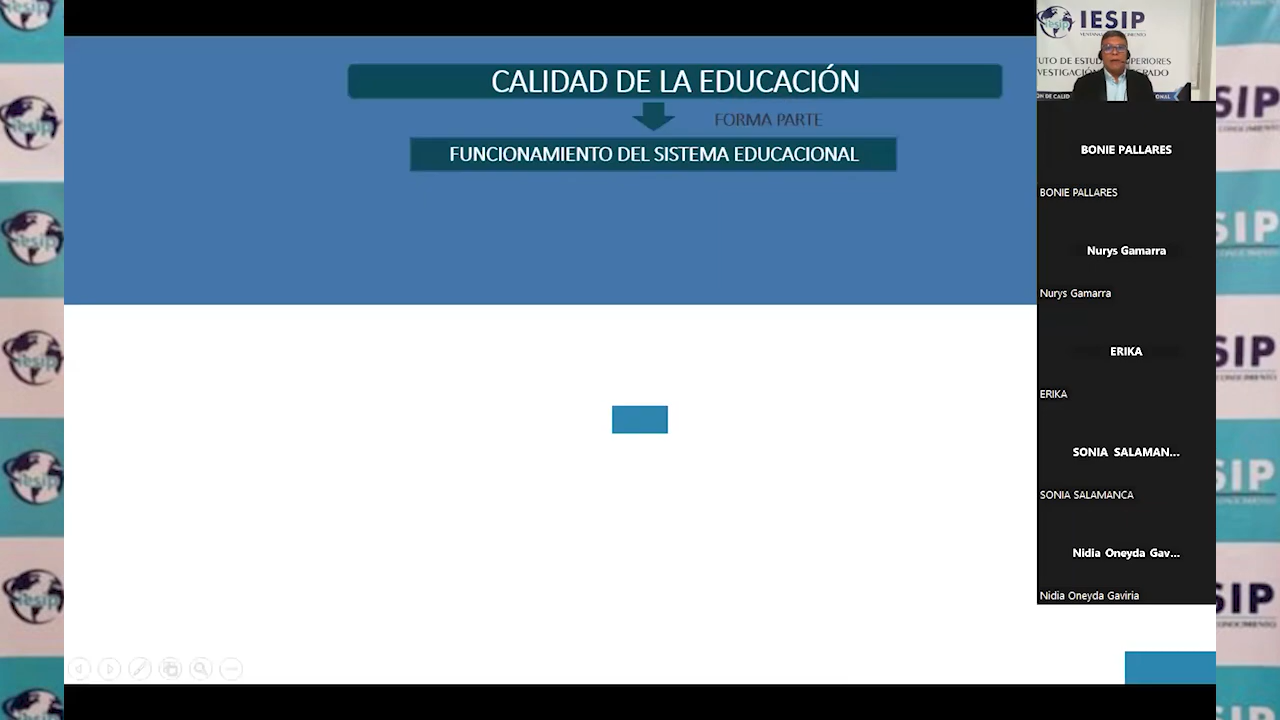 CALIDAD DE LA EDUCACIÓN
FORMA PARTE
FUNCIONAMIENTO DEL SISTEMA EDUCACIONAL
IESIP
BONIE PALLARES
BONIE PALLARES
Nurys Gamarra
Nurys Gamarra
ERIKA
ERIKA
SONIA SALAMAN...
SONIA SALAMANCA
Nidia Oneyda Gav...
Nidia Oneyda Gaviria